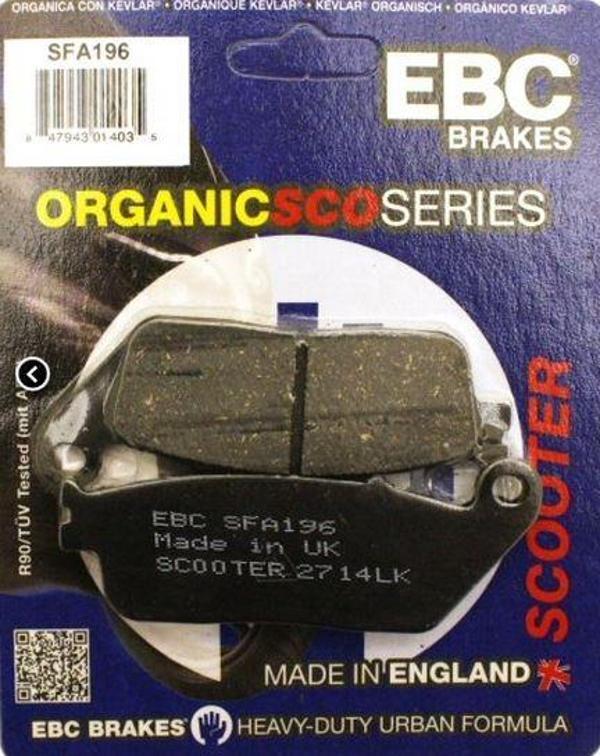 ORGANICA CON KEVLAR® • ORGANIQUE KEVLAR® • KEVLAR® ORGANISCH • ORGÂNICO KEVLAR®
SFA196
8 47943 01403 5
EBC®
BRAKES
ORGANICSCOSERIES
R90/TÜV Tested (mit A
SCOOTER
EBC SFA196
Made in UK
SCOOTER 2714LK
MADE IN ENGLAND
EBC BRAKES HEAVY-DUTY URBAN FORMULA